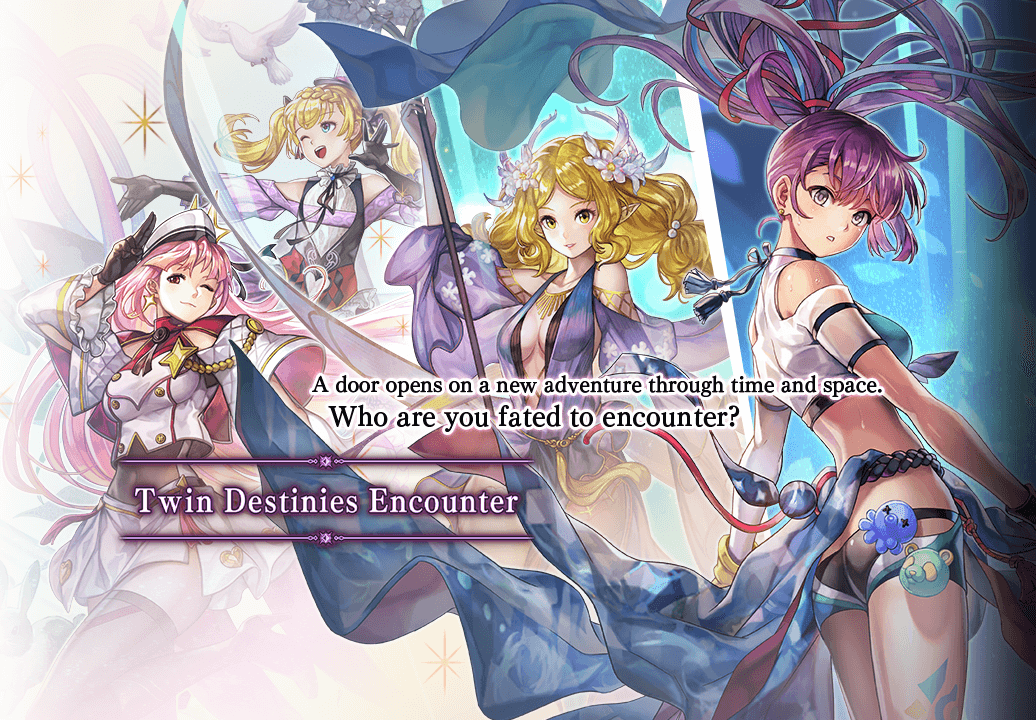 A door opens on a new adventure through time and space.
Who are you fated to encounter?
Twin Destinies Encounter